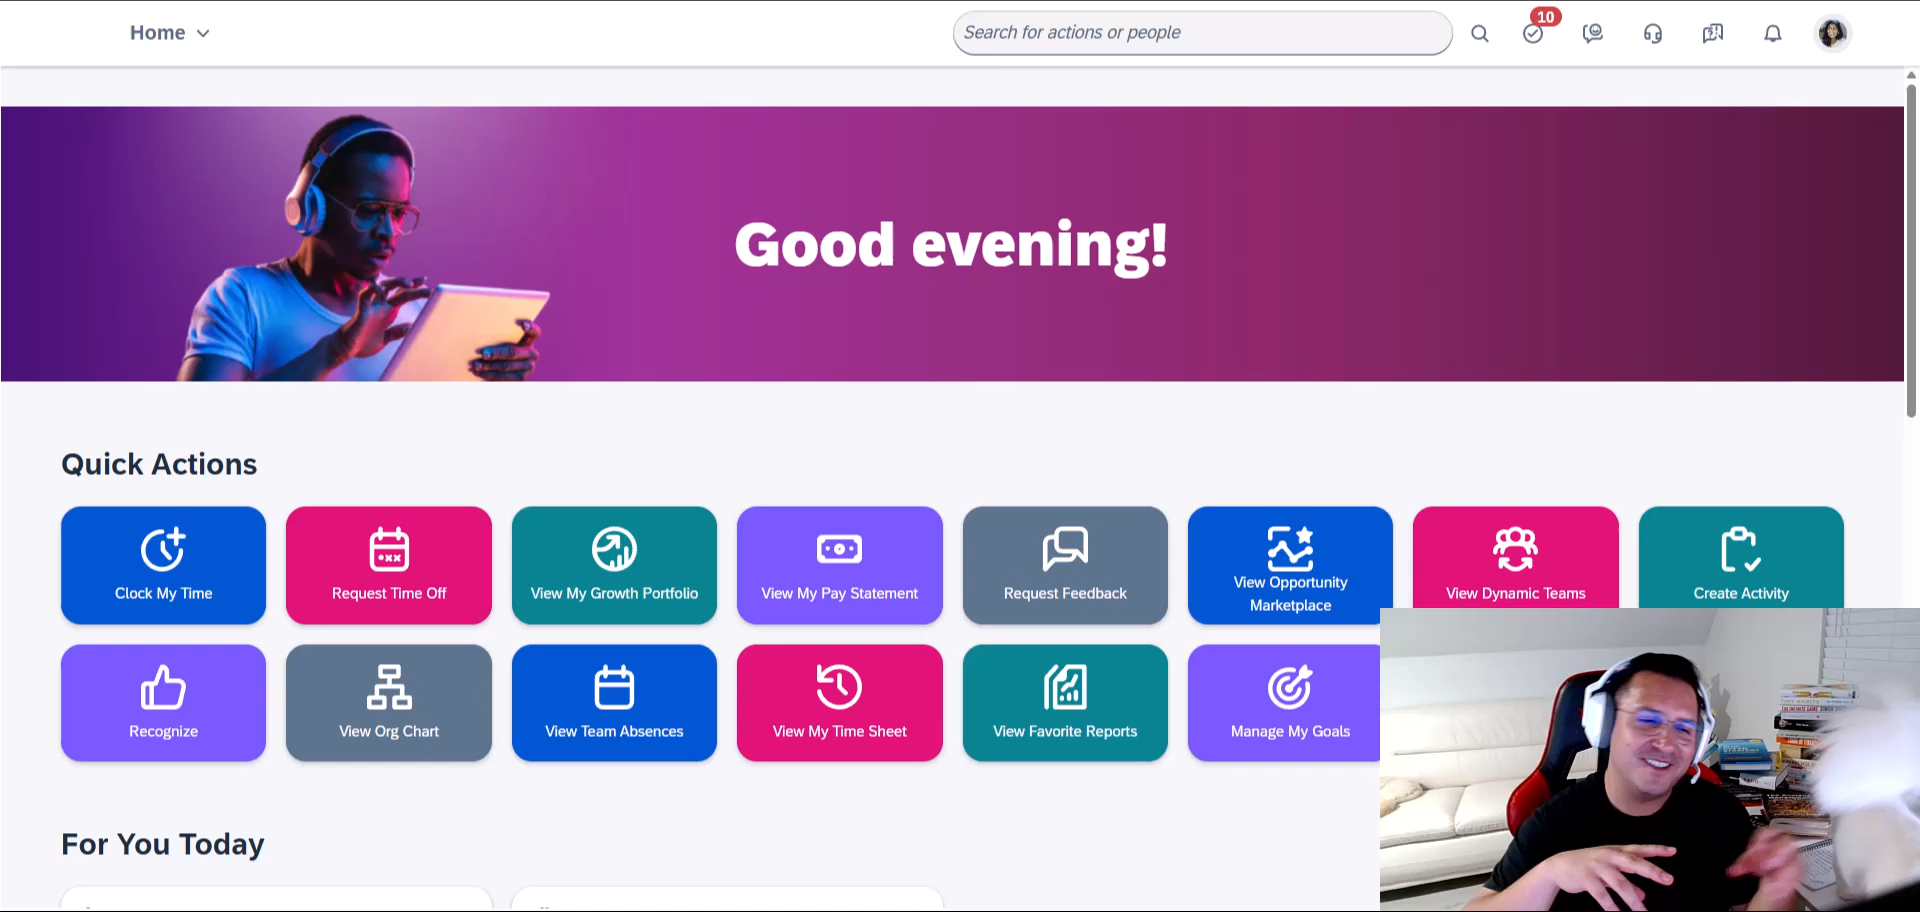 Home
Search for actions or people
10
Good evening!
Quick Actions
Clock My Time
Request Time Off
View My Growth Portfolio
View My Pay Statement
Request Feedback
View Opportunity
Marketplace
View Dynamic Teams
Create Activity
Recognize
View Org Chart
View Team Absences
View My Time Sheet
View Favorite Reports
Manage My Goals
For You Today